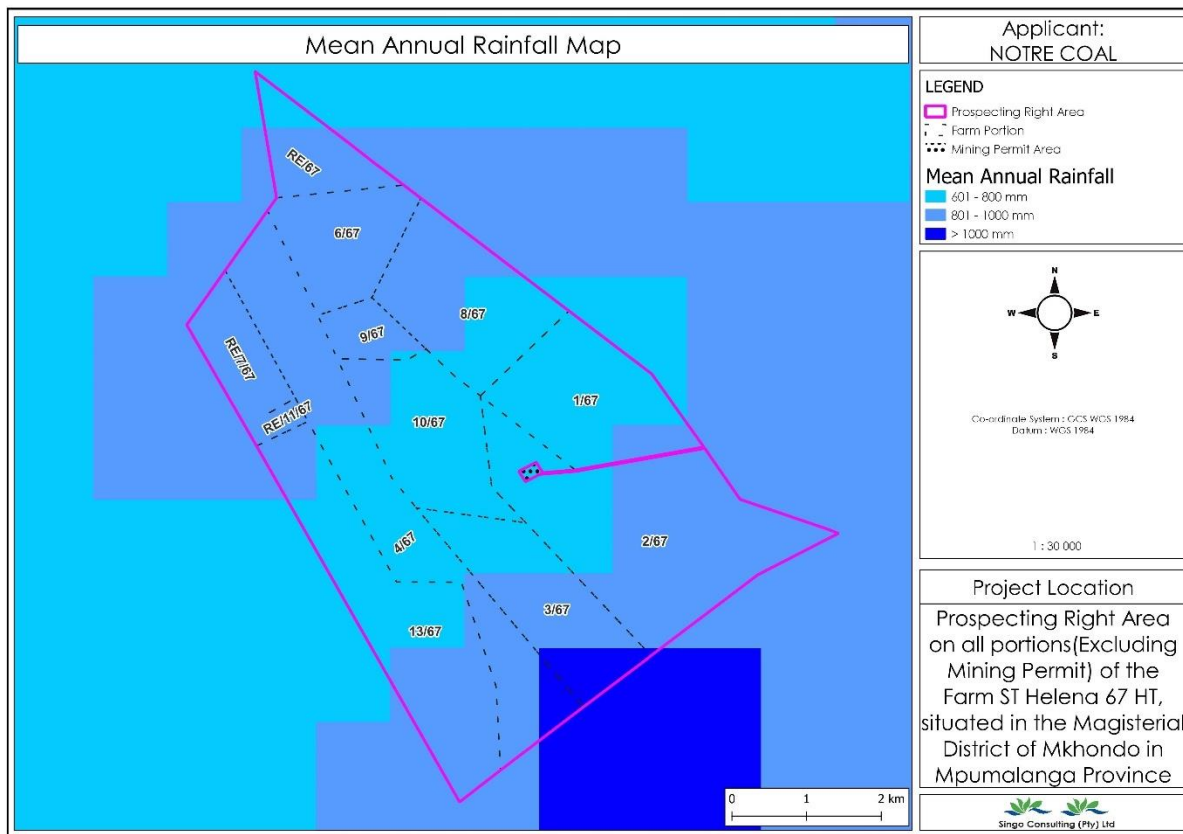 Mean Annual Rainfall Map
RE/67
6/67
8/67
9/67
RE/7/67
RE/11/67
10/67
1/67
4/67
2/67
3/67
13/67
0 1 2 km
Applicant:
NOTRE COAL
LEGEND
Prospecting Right Area
Farm Portion
Mining Permit Area
Mean Annual Rainfall
601 - 800 mm
801 - 1000 mm
> 1000 mm
N
W E
S
Co-ordinate System : GCS WGS 1984
Datum : WGS 1984
1 : 30 000
Project Location
Prospecting Right Area
on all portions(Excluding
Mining Permit) of the
Farm ST Helena 67 HT,
situated in the Magisterial
District of Mkhondo in
Mpumalanga Province
Singo Consulting (Pty) Ltd